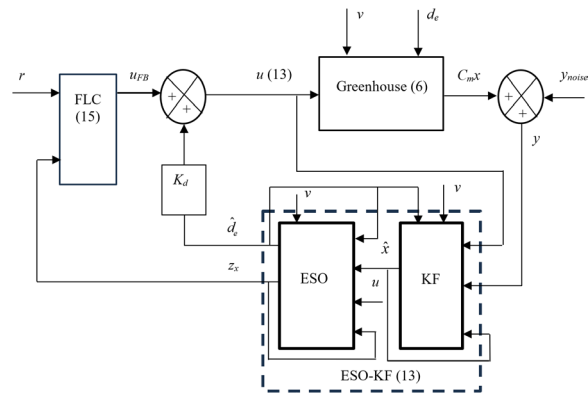 v
d_e
r
u_FB
u (13)
Greenhouse (6)
C_m x
y_noise
FLC
(15)
+
+
+
+
y
K_d
v
v
d̂_e
x̂
z_x
ESO
u
KF
ESO-KF (13)